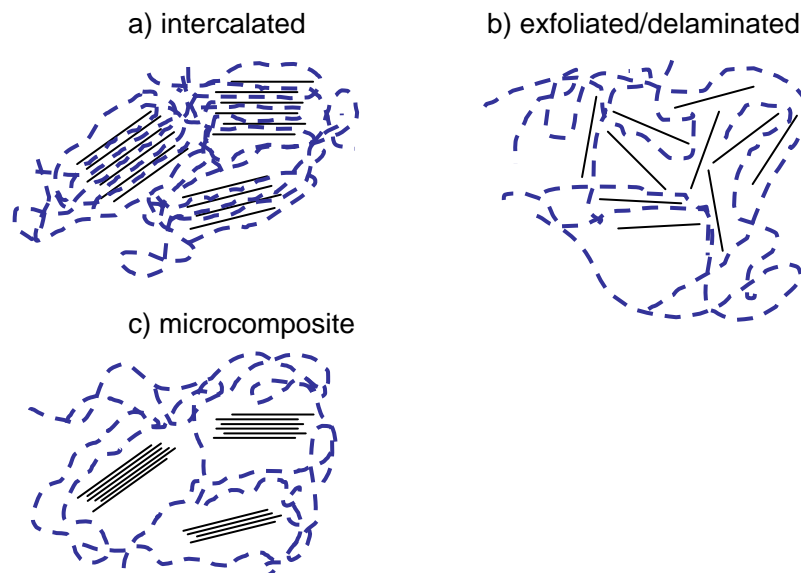 a) intercalated
b) exfoliated/delaminated
c) microcomposite